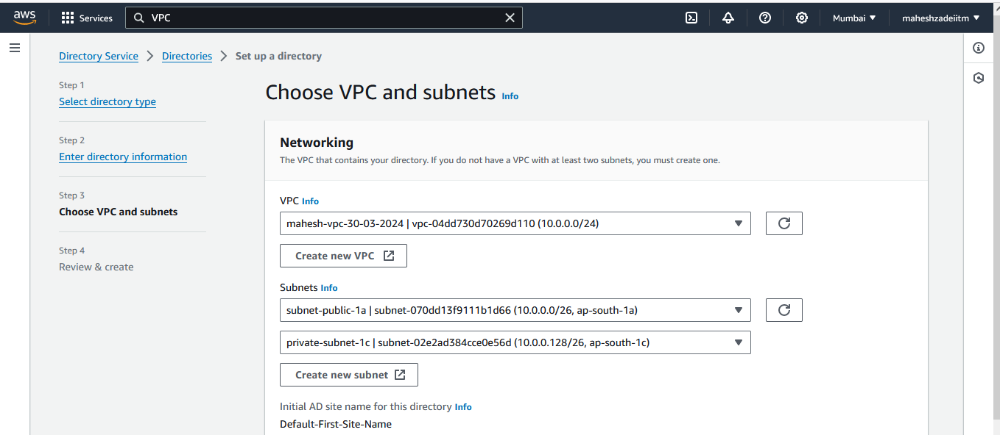 aws Services VPC Mumbai maheshzadeiitm
Directory Service Directories Set up a directory
Step 1
Select directory type
Step 2
Enter directory information
Step 3
Choose VPC and subnets
Step 4
Review & create
Choose VPC and subnets Info
Networking
The VPC that contains your directory. If you do not have a VPC with at least two subnets, you must create one.
VPC Info
mahesh-vpc-30-03-2024 | vpc-04dd730d70269d110 (10.0.0.0/24)
Create new VPC
Subnets Info
subnet-public-1a | subnet-070dd13f9111b1d66 (10.0.0.0/26, ap-south-1a)
private-subnet-1c | subnet-02e2ad384cce0e56d (10.0.0.128/26, ap-south-1c)
Create new subnet
Initial AD site name for this directory Info
Default-First-Site-Name